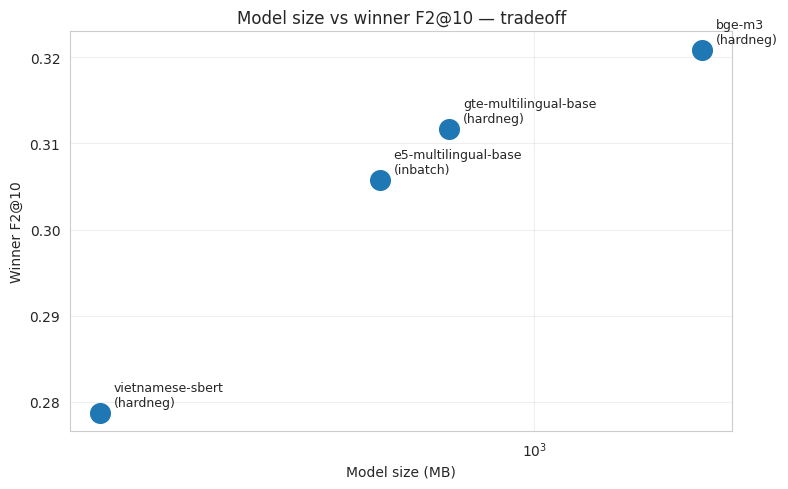 Model size vs winner F2@10 — tradeoff
bge-m3
(hardneg)
gte-multilingual-base
(hardneg)
e5-multilingual-base
(inbatch)
vietnamese-sbert
(hardneg)
0.32
0.31
0.30
0.29
0.28
Winner F2@10
10³
Model size (MB)